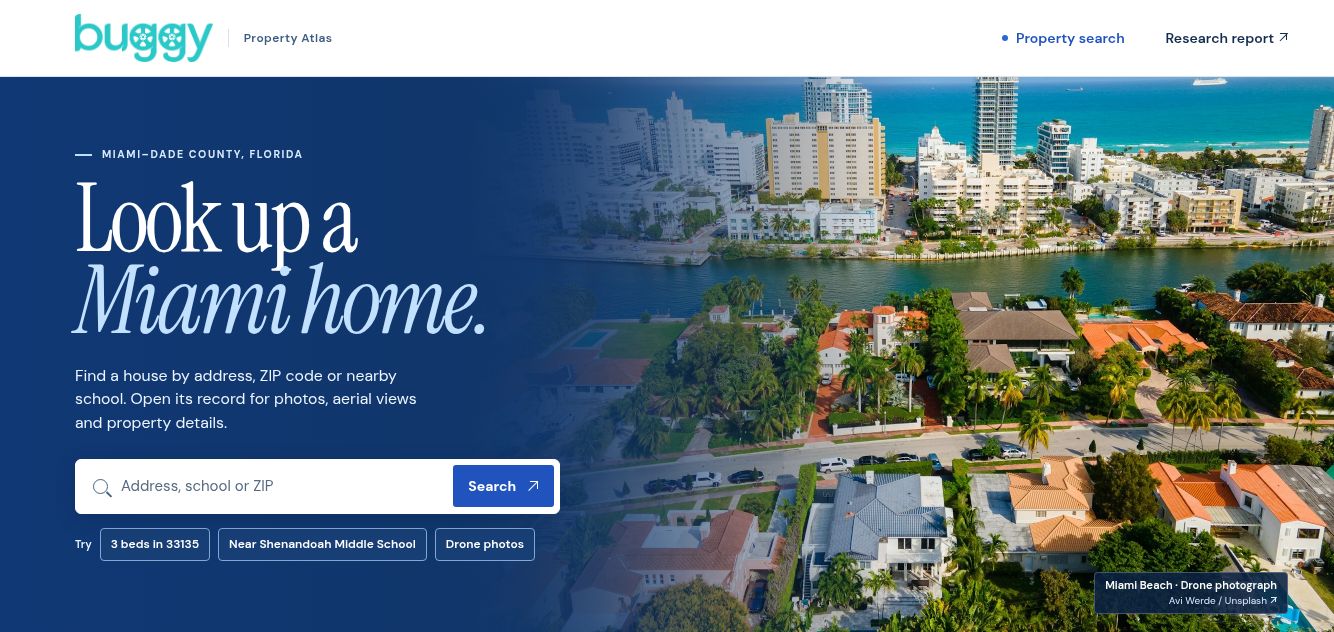 buggy
Property Atlas
Property search
Research report ↗
MIAMI–DADE COUNTY, FLORIDA
Look up a
Miami home.
Find a house by address, ZIP code or nearby
school. Open its record for photos, aerial views
and property details.
Address, school or ZIP
Search ↗
Try
3 beds in 33135
Near Shenandoah Middle School
Drone photos
Miami Beach · Drone photograph
Avi Werde / Unsplash ↗